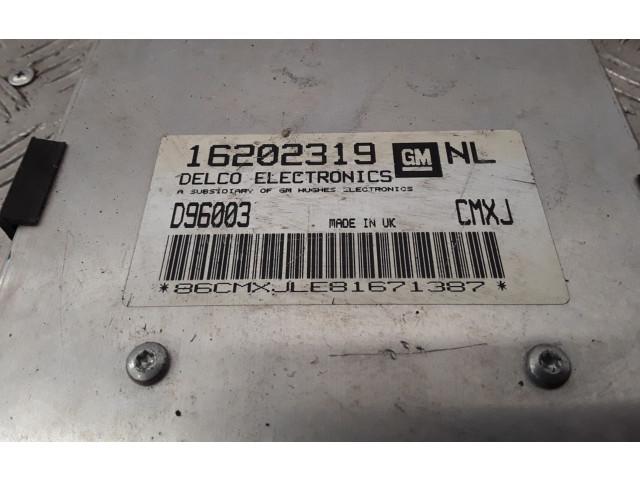 16202319 GM NL
DELCO ELECTRONICS
A SUBSIDIARY OF GM HUGHES ELECTRONICS
D96003 MADE IN UK CMXJ
*86CMXJLE81671387*